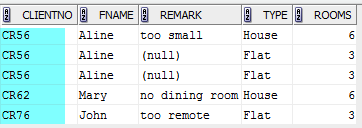 CLIENTNO FNAME REMARK TYPE ROOMS
CR56 Aline too small House 6
CR56 Aline (null) Flat 3
CR56 Aline (null) Flat 3
CR62 Mary no dining room House 6
CR76 John too remote Flat 3